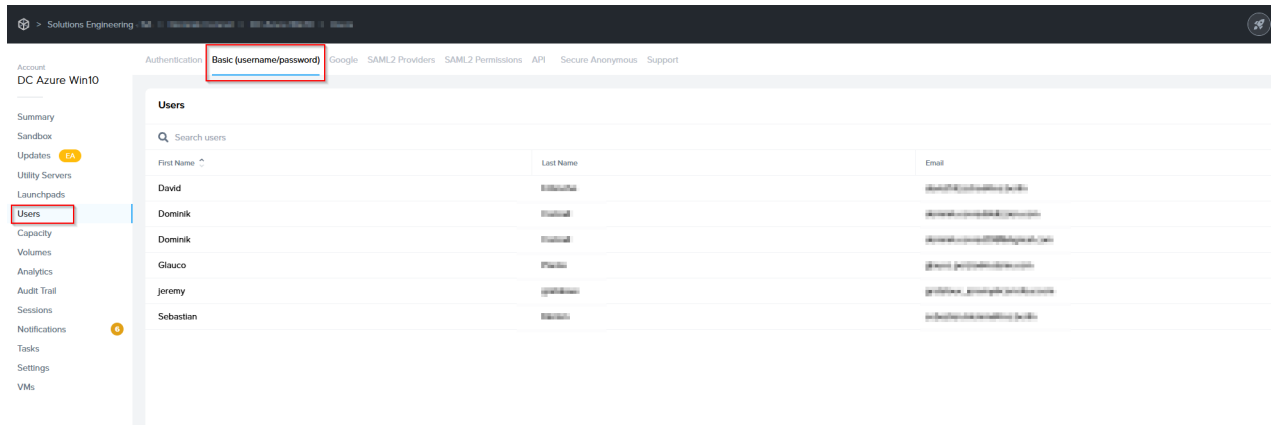 > Solutions Engineering -
Account
DC Azure Win10
Summary
Sandbox
Updates EA
Utility Servers
Launchpads
Users
Capacity
Volumes
Analytics
Audit Trail
Sessions
Notifications 6
Tasks
Settings
VMs
Authentication Basic (username/password) Google SAML2 Providers SAML2 Permissions API Secure Anonymous Support
Users
Search users
First Name Last Name Email
David
Dominik
Dominik
Glauco
jeremy
Sebastian